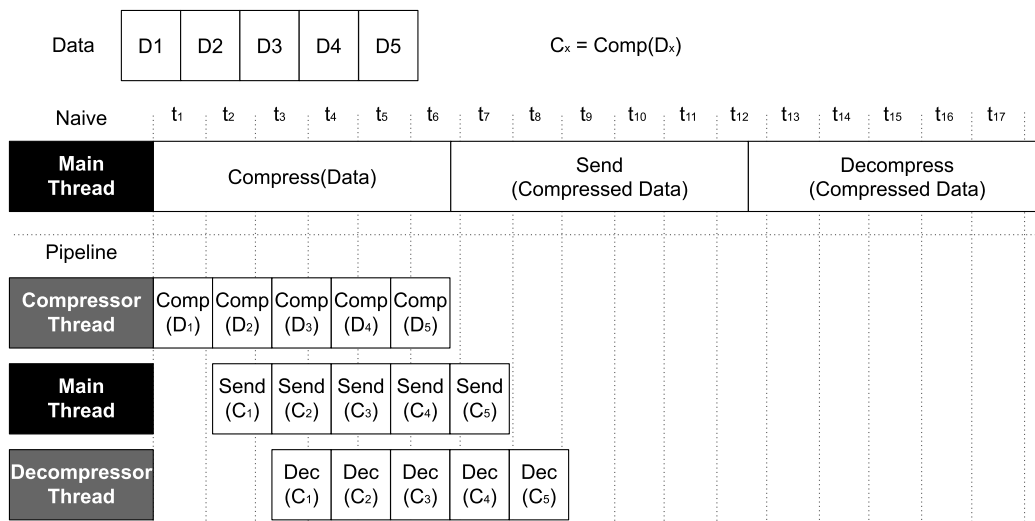 Data D1 D2 D3 D4 D5 Cₓ = Comp(Dₓ)
Naive t₁ t₂ t₃ t₄ t₅ t₆ t₇ t₈ t₉ t₁₀ t₁₁ t₁₂ t₁₃ t₁₄ t₁₅ t₁₆ t₁₇
Main
Thread
Compress(Data)
Send
(Compressed Data)
Decompress
(Compressed Data)
Pipeline
Compressor
Thread
Comp Comp Comp Comp Comp
(D₁) (D₂) (D₃) (D₄) (D₅)
Main
Thread
Send Send Send Send Send
(C₁) (C₂) (C₃) (C₄) (C₅)
Decompressor
Thread
Dec Dec Dec Dec Dec
(C₁) (C₂) (C₃) (C₄) (C₅)